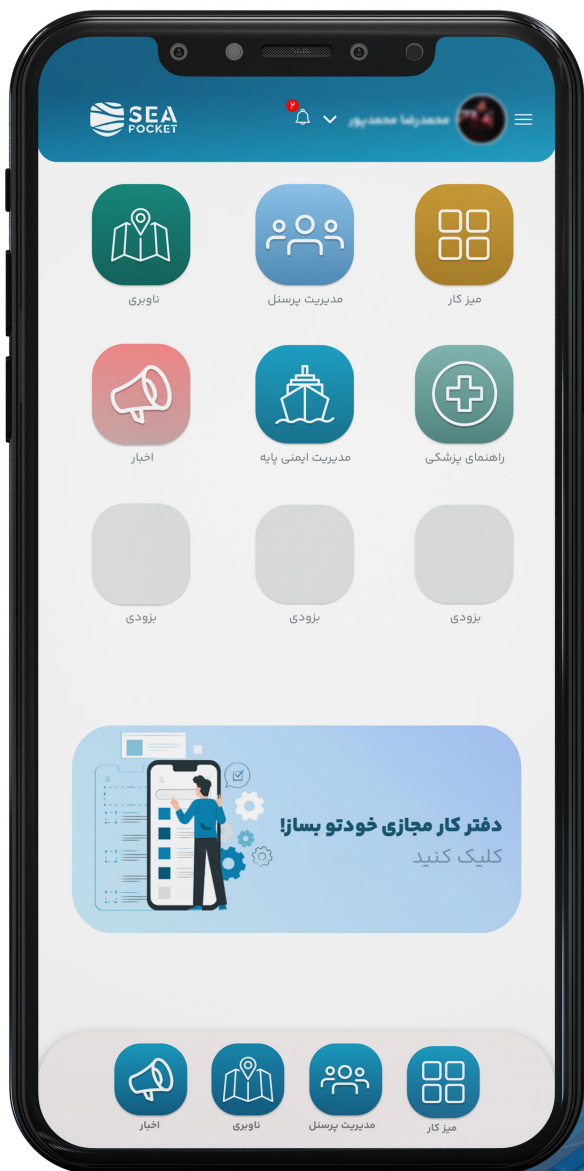 SEA
POCKET
۲
محمدرضا محمدپور
میز کار
مدیریت پرسنل
ناوبری
راهنمای پزشکی
مدیریت ایمنی پایه
اخبار
بزودی
بزودی
بزودی
دفتر کار مجازی خودتو بساز!
کلیک کنید
میز کار
مدیریت پرسنل
ناوبری
اخبار